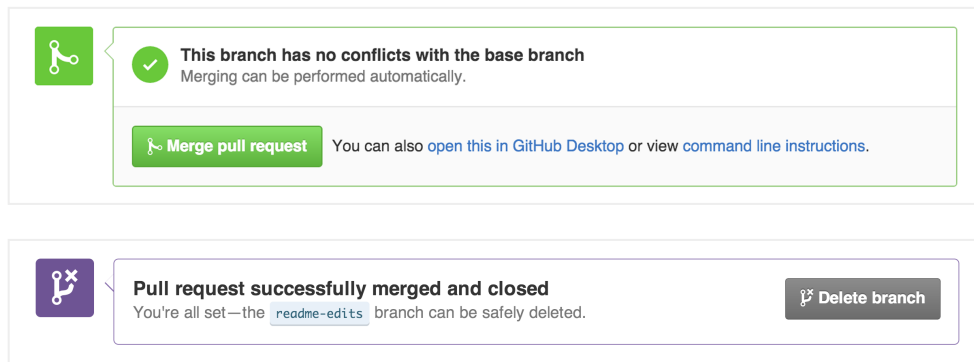 This branch has no conflicts with the base branch
Merging can be performed automatically.
Merge pull request You can also open this in GitHub Desktop or view command line instructions.
Pull request successfully merged and closed
You're all set—the readme-edits branch can be safely deleted.
Delete branch